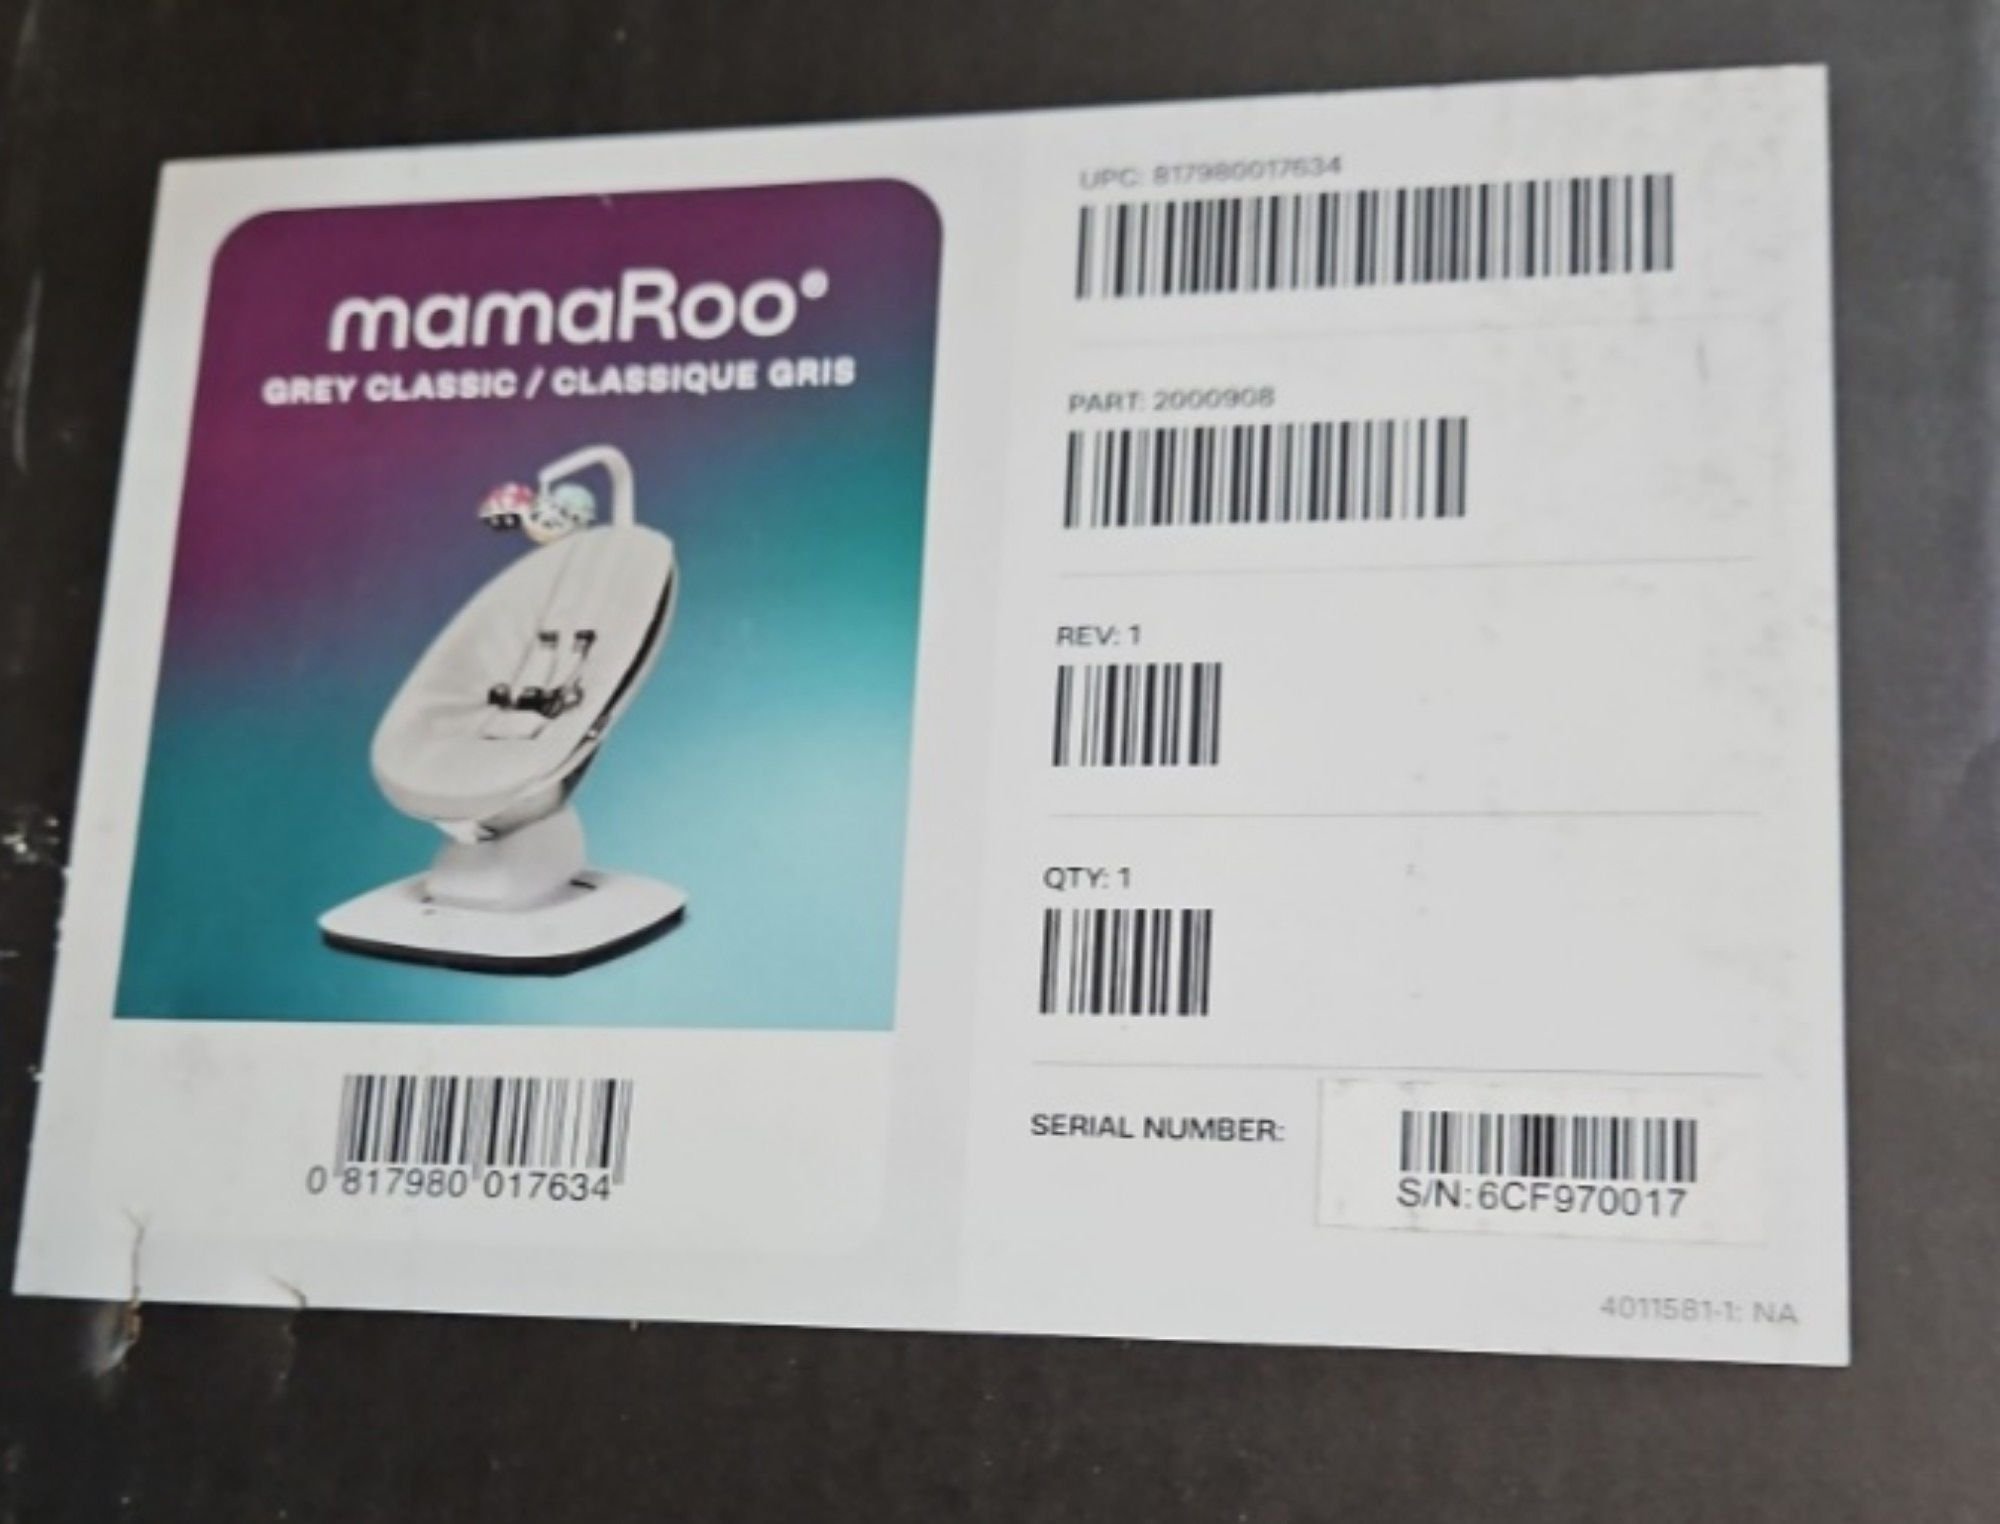 mamaRoo®
GREY CLASSIC / CLASSIQUE GRIS
0 817980 017634
UPC: 817980017634
PART: 2000908
REV: 1
QTY: 1
SERIAL NUMBER:
S/N:6CF970017
4011581-1: NA